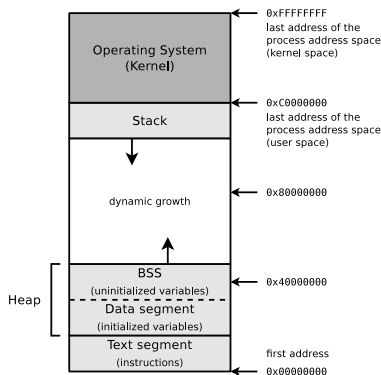 Operating System
(Kernel)
Stack
dynamic growth
BSS
(uninitialized variables)
Data segment
(initialized variables)
Text segment
(instructions)
Heap
0xFFFFFFFF
last address of the
process address space
(kernel space)
0xC0000000
last address of the
process address space
(user space)
0x80000000
0x40000000
first address
0x00000000